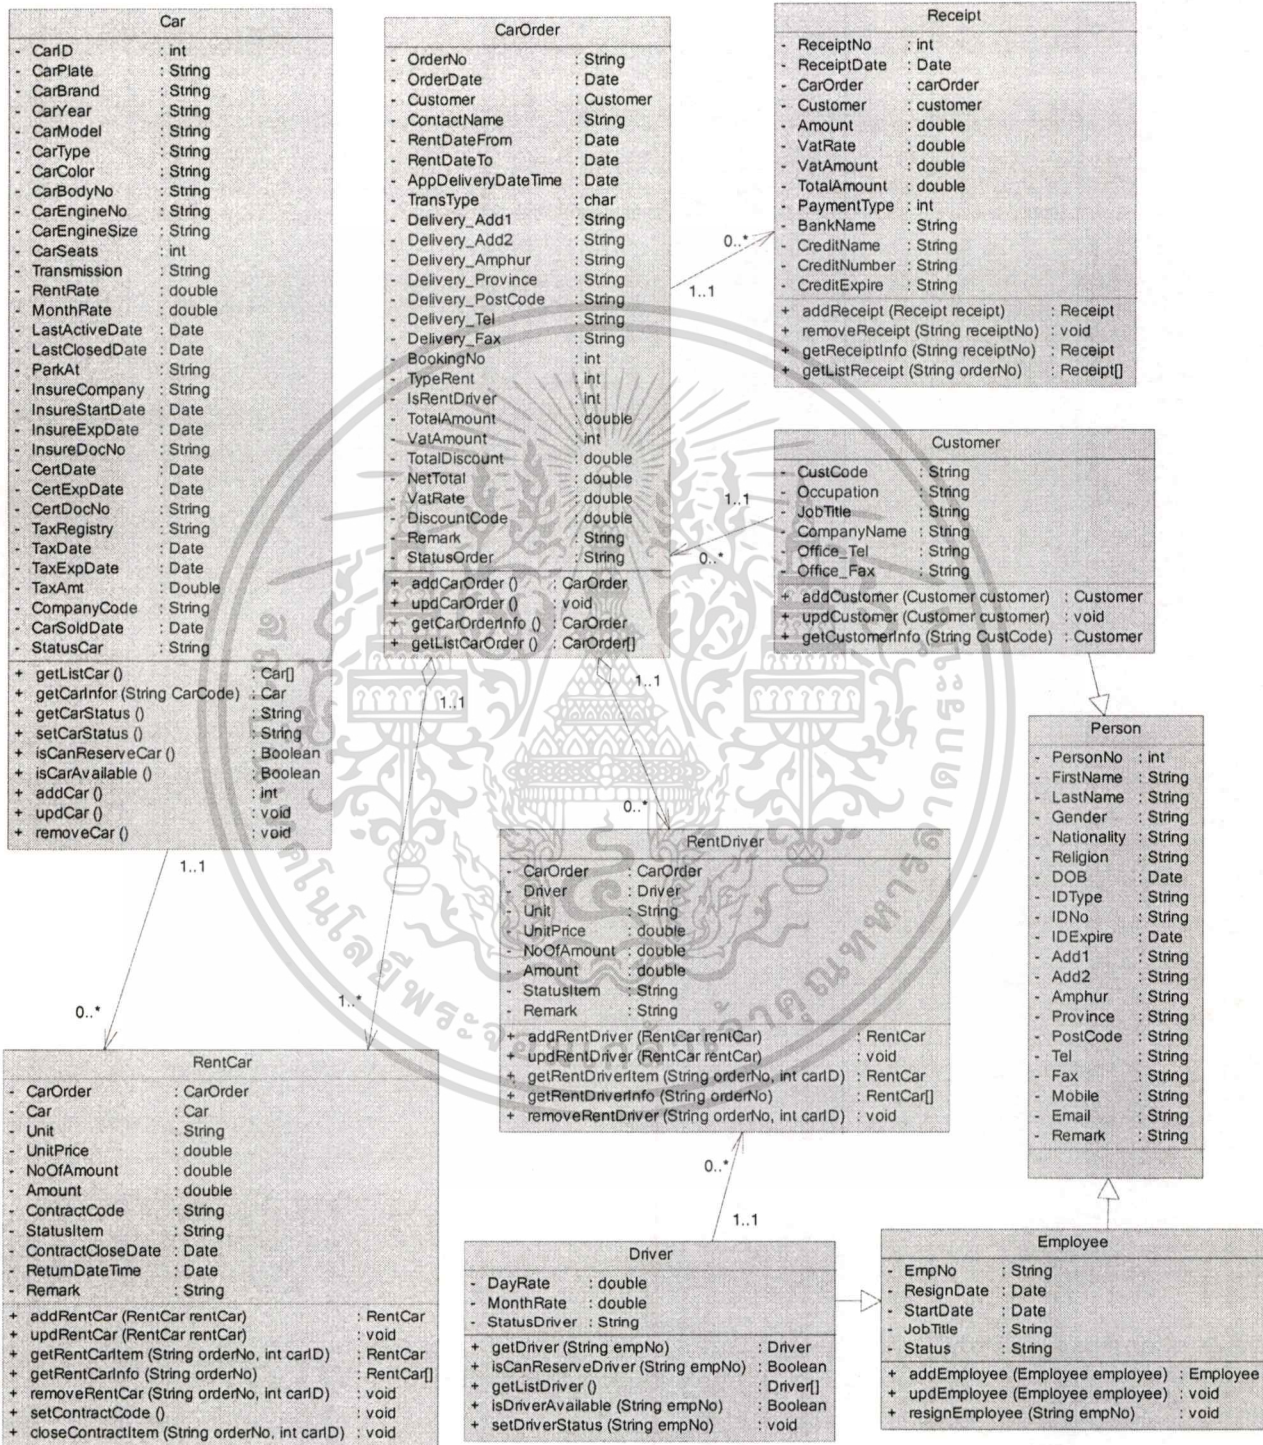 Car
- CarID : int
- CarPlate : String
- CarBrand : String
- CarYear : String
- CarModel : String
- CarType : String
- CarColor : String
- CarBodyNo : String
- CarEngineNo : String
- CarEngineSize : String
- CarSeats : int
- Transmission : String
- RentRate : double
- MonthRate : double
- LastActiveDate : Date
- LastClosedDate : Date
- ParkAt : String
- InsureCompany : String
- InsureStartDate : Date
- InsureExpDate : Date
- InsureDocNo : String
- CertDate : Date
- CertExpDate : Date
- CertDocNo : String
- TaxRegistry : String
- TaxDate : Date
- TaxExpDate : Date
- TaxAmt : Double
- CompanyCode : String
- CarSoldDate : Date
- StatusCar : String
+ getListCar () : Car[]
+ getCarInfor (String CarCode) : Car
+ getCarStatus () : String
+ setCarStatus () : String
+ isCanReserveCar () : Boolean
+ isCarAvailable () : Boolean
+ addCar () : int
+ updCar () : void
+ removeCar () : void
1..1
0..*
CarOrder
- OrderNo : String
- OrderDate : Date
- Customer : Customer
- ContactName : String
- RentDateFrom : Date
- RentDateTo : Date
- AppDeliveryDateTime : Date
- TransType : char
- Delivery_Add1 : String
- Delivery_Add2 : String
- Delivery_Amphur : String
- Delivery_Province : String
- Delivery_PostCode : String
- Delivery_Tel : String
- Delivery_Fax : String
- BookingNo : int
- TypeRent : int
- IsRentDriver : int
- TotalAmount : double
- VatAmount : int
- TotalDiscount : double
- NetTotal : double
- VatRate : double
- DiscountCode : double
- Remark : String
- StatusOrder : String
+ addCarOrder () : CarOrder
+ updCarOrder () : void
+ getCarOrderInfo () : CarOrder
+ getListCarOrder () : CarOrder[]
1..1
1..*
1..1
0..*
Receipt
- ReceiptNo : int
- ReceiptDate : Date
- CarOrder : carOrder
- Customer : customer
- Amount : double
- VatRate : double
- VatAmount : double
- TotalAmount : double
- PaymentType : int
- BankName : String
- CreditName : String
- CreditNumber : String
- CreditExpire : String
+ addReceipt (Receipt receipt) : Receipt
+ removeReceipt (String receiptNo) : void
+ getReceiptInfo (String receiptNo) : Receipt
+ getListReceipt (String orderNo) : Receipt[]
0..*
1..1
Customer
- CustCode : String
- Occupation : String
- JobTitle : String
- CompanyName : String
- Office_Tel : String
- Office_Fax : String
+ addCustomer (Customer customer) : Customer
+ updCustomer (Customer customer) : void
+ getCustomerInfo (String CustCode) : Customer
1..1
0..*
Person
- PersonNo : int
- FirstName : String
- LastName : String
- Gender : String
- Nationality : String
- Religion : String
- DOB : Date
- IDType : String
- IDNo : String
- IDExpire : Date
- Add1 : String
- Add2 : String
- Amphur : String
- Province : String
- PostCode : String
- Tel : String
- Fax : String
- Mobile : String
- Email : String
- Remark : String
RentDriver
- CarOrder : CarOrder
- Driver : Driver
- Unit : String
- UnitPrice : double
- NoOfAmount : double
- Amount : double
- StatusItem : String
- Remark : String
+ addRentDriver (RentCar rentCar) : RentCar
+ updRentDriver (RentCar rentCar) : void
+ getRentDriverItem (String orderNo, int carID) : RentCar
+ getRentDriverInfo (String orderNo) : RentCar[]
+ removeRentDriver (String orderNo, int carID) : void
0..*
1..1
RentCar
- CarOrder : CarOrder
- Car : Car
- Unit : String
- UnitPrice : double
- NoOfAmount : double
- Amount : double
- ContractCode : String
- StatusItem : String
- ContractCloseDate : Date
- ReturnDateTime : Date
- Remark : String
+ addRentCar (RentCar rentCar) : RentCar
+ updRentCar (RentCar rentCar) : void
+ getRentCarItem (String orderNo, int carID) : RentCar
+ getRentCarInfo (String orderNo) : RentCar[]
+ removeRentCar (String orderNo, int carID) : void
+ setContractCode () : void
+ closeContractItem (String orderNo, int carID) : void
Driver
- DayRate : double
- MonthRate : double
- StatusDriver : String
+ getDriver (String empNo) : Driver
+ isCanReserveDriver (String empNo) : Boolean
+ getListDriver () : Driver[]
+ isDriverAvailable (String empNo) : Boolean
+ setDriverStatus (String empNo) : void
Employee
- EmpNo : String
- ResignDate : Date
- StartDate : Date
- JobTitle : String
- Status : String
+ addEmployee (Employee employee) : Employee
+ updEmployee (Employee employee) : void
+ resignEmployee (String empNo) : void